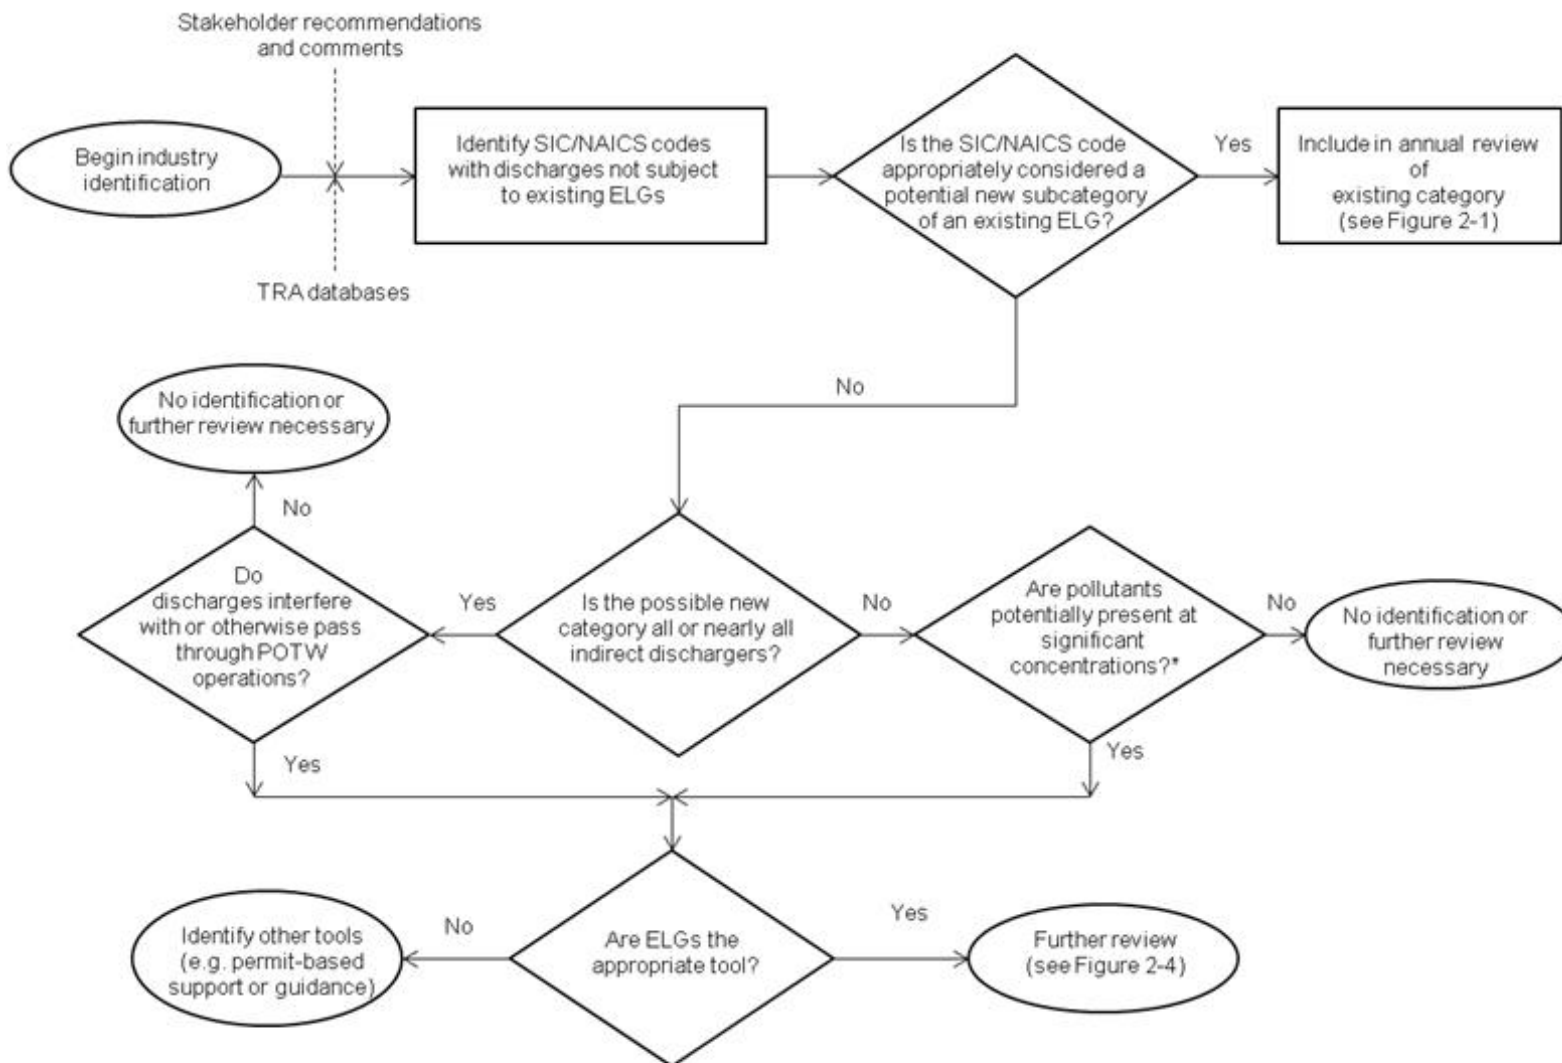 Stakeholder recommendations
and comments
Begin industry
identification
TRA databases
Identify SIC/NAICS codes
with discharges not subject
to existing ELGs
Is the SIC/NAICS code
appropriately considered a
potential new subcategory
of an existing ELG?
Yes
Include in annual review
of
existing category
(see Figure 2-1)
No
No identification or
further review necessary
No
Do
discharges interfere
with or otherwise pass
through POTW
operations?
Yes
Is the possible new
category all or nearly all
indirect dischargers?
No
Are pollutants
potentially present at
significant
concentrations?*
No
No identification or
further review
necessary
Yes
Yes
Identify other tools
(e.g. permit-based
support or guidance)
No
Are ELGs the
appropriate tool?
Yes
Further review
(see Figure 2-4)